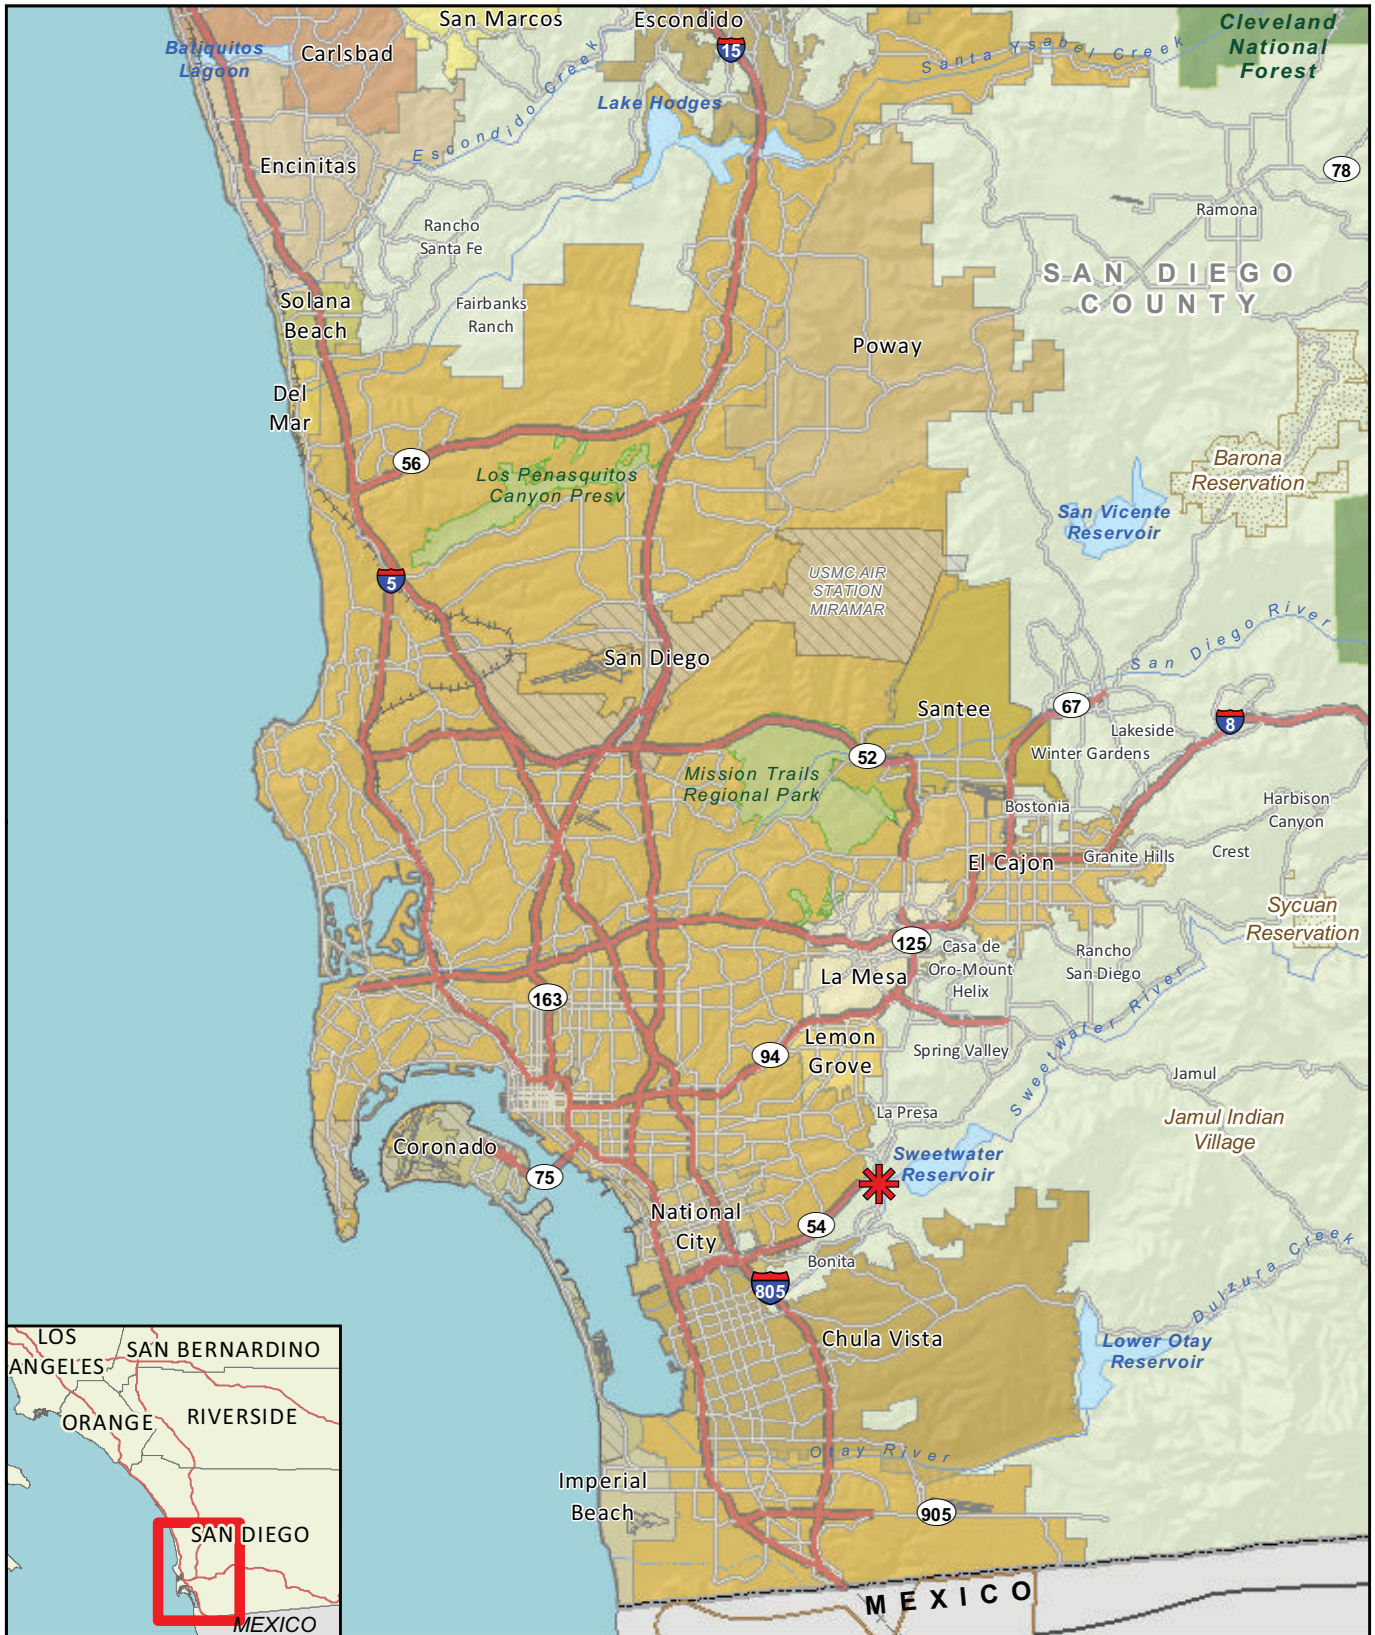 San Marcos
Escondido
Cleveland
National
Forest
Batiquitos
Lagoon
Carlsbad
15
Santa Ysabel Creek
Escondido Creek
Lake Hodges
Encinitas
78
Ramona
Rancho
Santa Fe
SAN DIEGO
COUNTY
Solana
Beach
Fairbanks
Ranch
Poway
Del
Mar
56
Los Penasquitos
Canyon Presv
Barona
Reservation
San Vicente
Reservoir
5
USMC AIR
STATION
MIRAMAR
San Diego River
San Diego
Santee
67
8
Lakeside
Winter Gardens
52
Mission Trails
Regional Park
Bostonia
Harbison
Canyon
El Cajon
Granite Hills
Crest
Sycuan
Reservation
125
Casa de
Oro-Mount
Helix
Rancho
San Diego
La Mesa
163
Sweetwater River
Lemon
Grove
94
Spring Valley
Jamul
La Presa
Jamul Indian
Village
Coronado
75
Sweetwater
Reservoir
National
City
54
Bonita
805
Dulzura Creek
Chula Vista
Lower Otay
Reservoir
Otay River
Imperial
Beach
905
MEXICO
LOS
ANGELES
SAN BERNARDINO
ORANGE
RIVERSIDE
SAN DIEGO
MEXICO